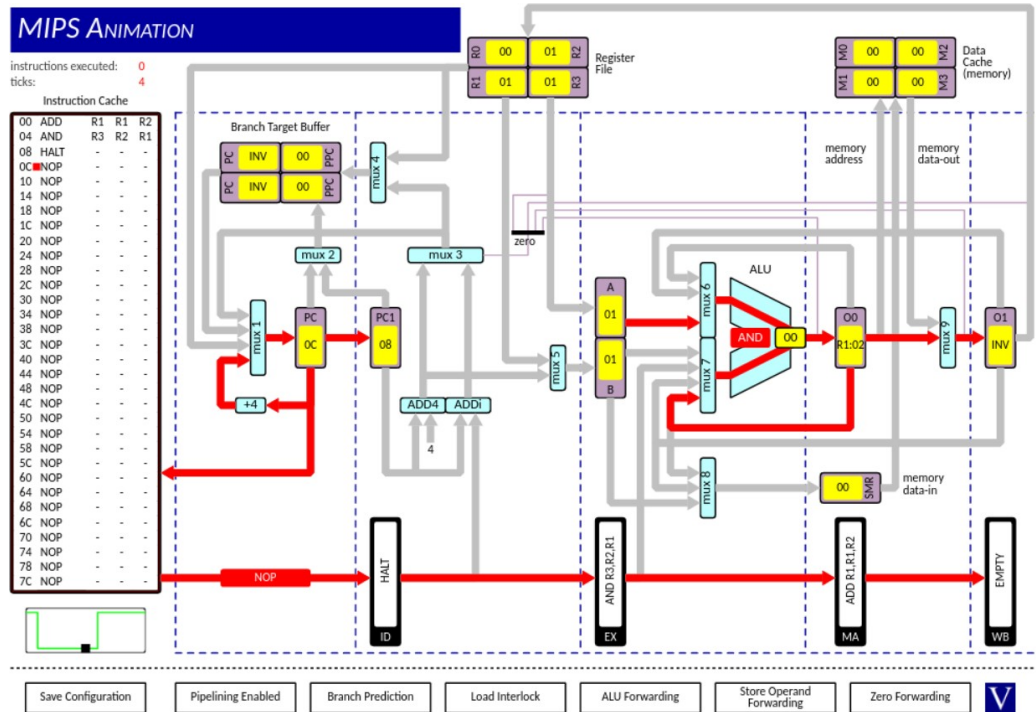 MIPS ANIMATION
instructions executed: 0
ticks: 4
Instruction Cache
00 ADD R1 R1 R2
04 AND R3 R2 R1
08 HALT
0C NOP - - -
10 NOP - - -
14 NOP - - -
18 NOP - - -
1C NOP - - -
20 NOP - - -
24 NOP - - -
28 NOP - - -
2C NOP - - -
30 NOP - - -
34 NOP - - -
38 NOP - - -
3C NOP - - -
40 NOP - - -
44 NOP - - -
48 NOP - - -
4C NOP - - -
50 NOP - - -
54 NOP - - -
58 NOP - - -
5C NOP - - -
60 NOP - - -
64 NOP - - -
68 NOP - - -
6C NOP - - -
70 NOP - - -
74 NOP - - -
78 NOP - - -
7C NOP - - -
R0 00 01 R2
R1 01 01 R3
Register
File
M0 00 00 M2
M1 00 00 M3
Data
Cache
(memory)
Branch Target Buffer
PC INV 00 PPC
PC INV 00 PPC
mux 4
memory
address
memory
data-out
zero
mux 2
mux 3
mux 1
PC
0C
PC1
08
+4
ADD4 ADDi
4
mux 5
A
01
01
B
mux 6
mux 7
ALU
AND
00
O0
R1:02
mux 9
O1
INV
mux 8
00 SMR
memory
data-in
NOP
HALT
ID
AND R3,R2,R1
EX
ADD R1,R1,R2
MA
EMPTY
WB
Save Configuration
Pipelining Enabled
Branch Prediction
Load Interlock
ALU Forwarding
Store Operand
Forwarding
Zero Forwarding
V